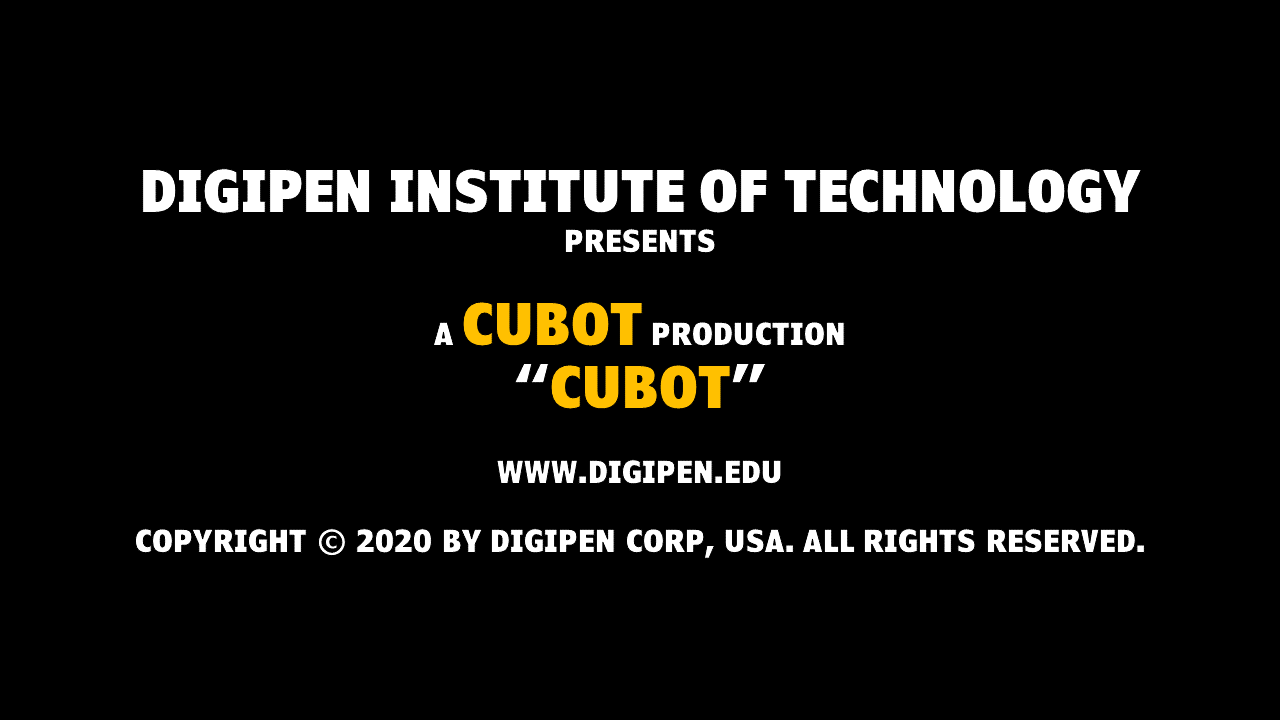 DIGIPEN INSTITUTE OF TECHNOLOGY
PRESENTS
A CUBOT PRODUCTION
“CUBOT”
WWW.DIGIPEN.EDU
COPYRIGHT © 2020 BY DIGIPEN CORP, USA. ALL RIGHTS RESERVED.